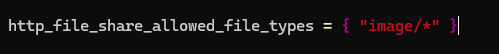 http_file_share_allowed_file_types = { "image/*" }